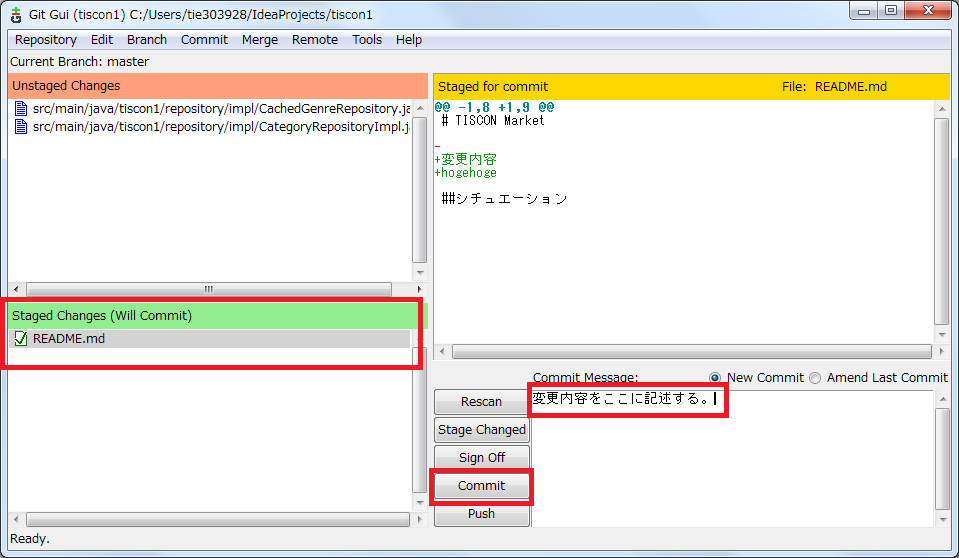 Git Gui (tiscon1) C:/Users/tie303928/IdeaProjects/tiscon1
Repository Edit Branch Commit Merge Remote Tools Help
Current Branch: master
Unstaged Changes
src/main/java/tiscon1/repository/impl/CachedGenreRepository.ja
src/main/java/tiscon1/repository/impl/CategoryRepositoryImpl.j
Staged Changes (Will Commit)
README.md
Staged for commit File: README.md
@@ -1,8 +1,9 @@
# TISCON Market
-
+変更内容
+hogehoge
##シチュエーション
Commit Message: New Commit Amend Last Commit
変更内容をここに記述する。
Rescan
Stage Changed
Sign Off
Commit
Push
Ready.